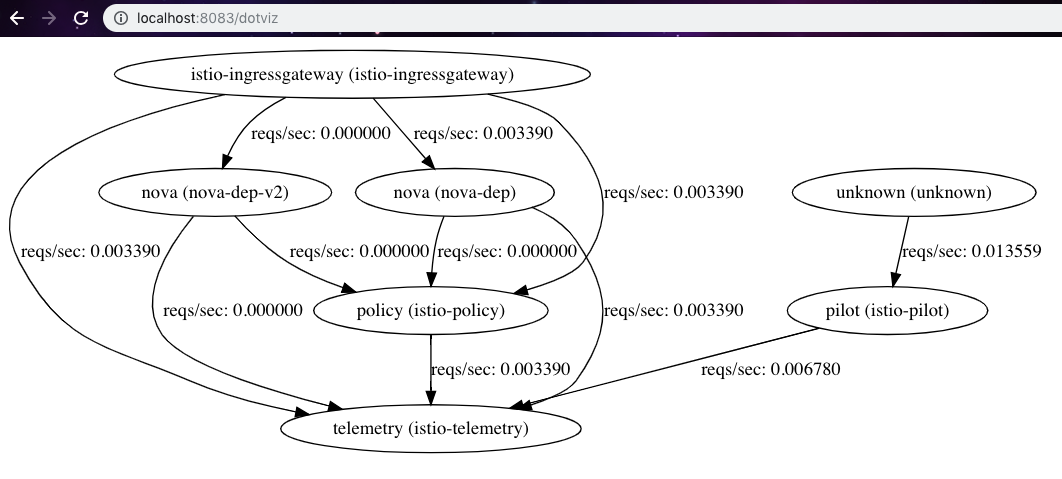 localhost:8083/dotviz
istio-ingressgateway (istio-ingressgateway)
reqs/sec: 0.000000
reqs/sec: 0.003390
nova (nova-dep-v2)
nova (nova-dep)
reqs/sec: 0.003390
unknown (unknown)
reqs/sec: 0.003390
reqs/sec: 0.000000
reqs/sec: 0.000000
reqs/sec: 0.013559
reqs/sec: 0.000000
policy (istio-policy)
reqs/sec: 0.003390
pilot (istio-pilot)
reqs/sec: 0.003390
reqs/sec: 0.006780
telemetry (istio-telemetry)